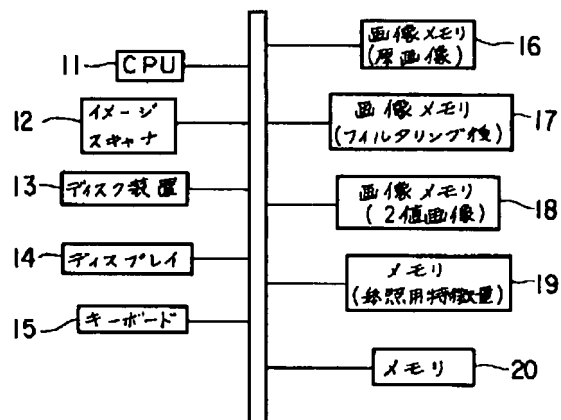 11 CPU
12 イメージ
スキャナ
13 ディスク装置
14 ディスプレイ
15 キーボード
画像メモリ 16
(原画像)
画像メモリ 17
(フィルタリング後)
画像メモリ 18
(2値画像)
メモリ 19
(参照用特徴量)
メモリ 20